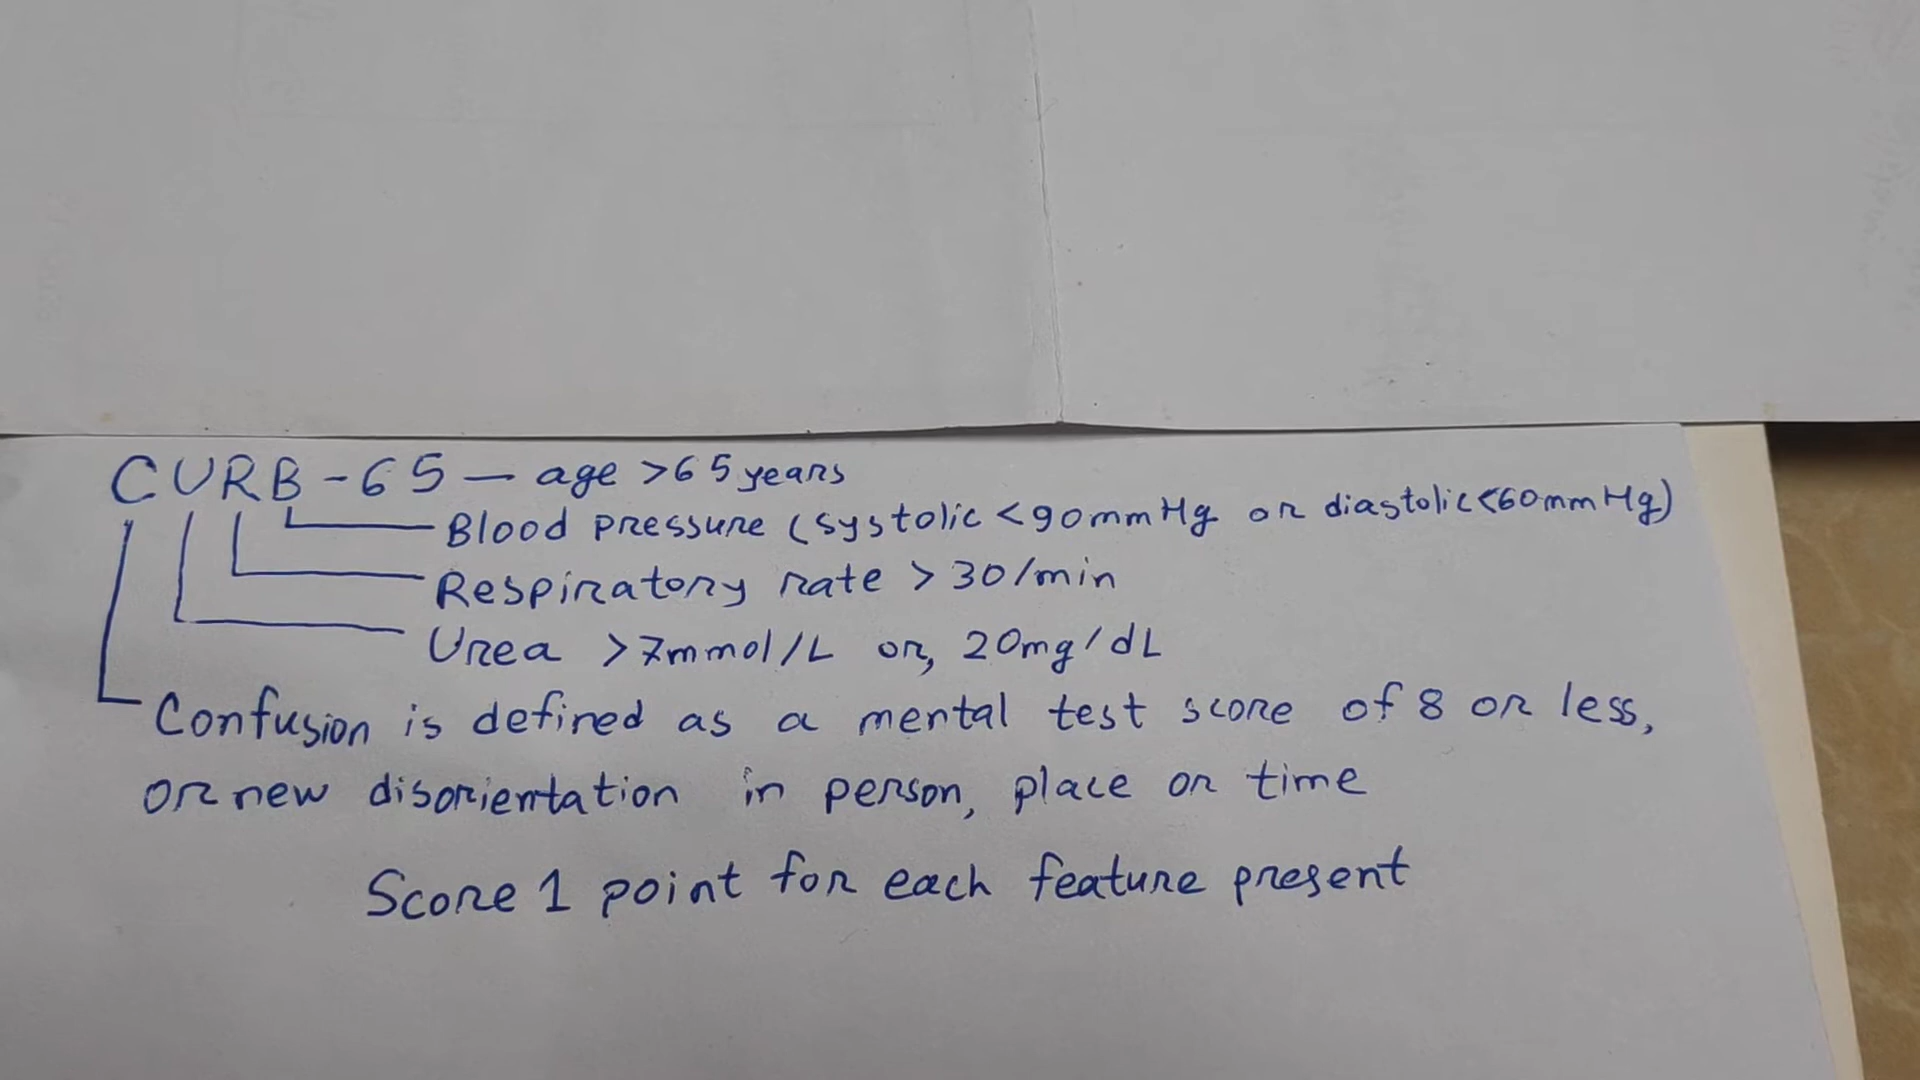 CURB-65 — age >65 years
Blood pressure (systolic <90mmHg or diastolic <60mmHg)
Respiratory rate > 30/min
Urea >7mmol/L or, 20mg/dL
Confusion is defined as a mental test score of 8 or less,
or new disorientation in person, place or time
Score 1 point for each feature present